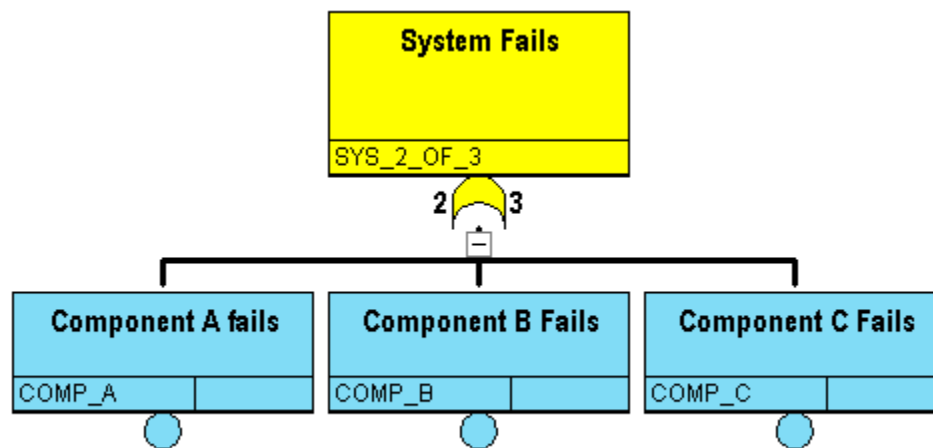 System Fails
SYS_2_OF_3
2 3
Component A fails
Component B Fails
Component C Fails
COMP_A
COMP_B
COMP_C